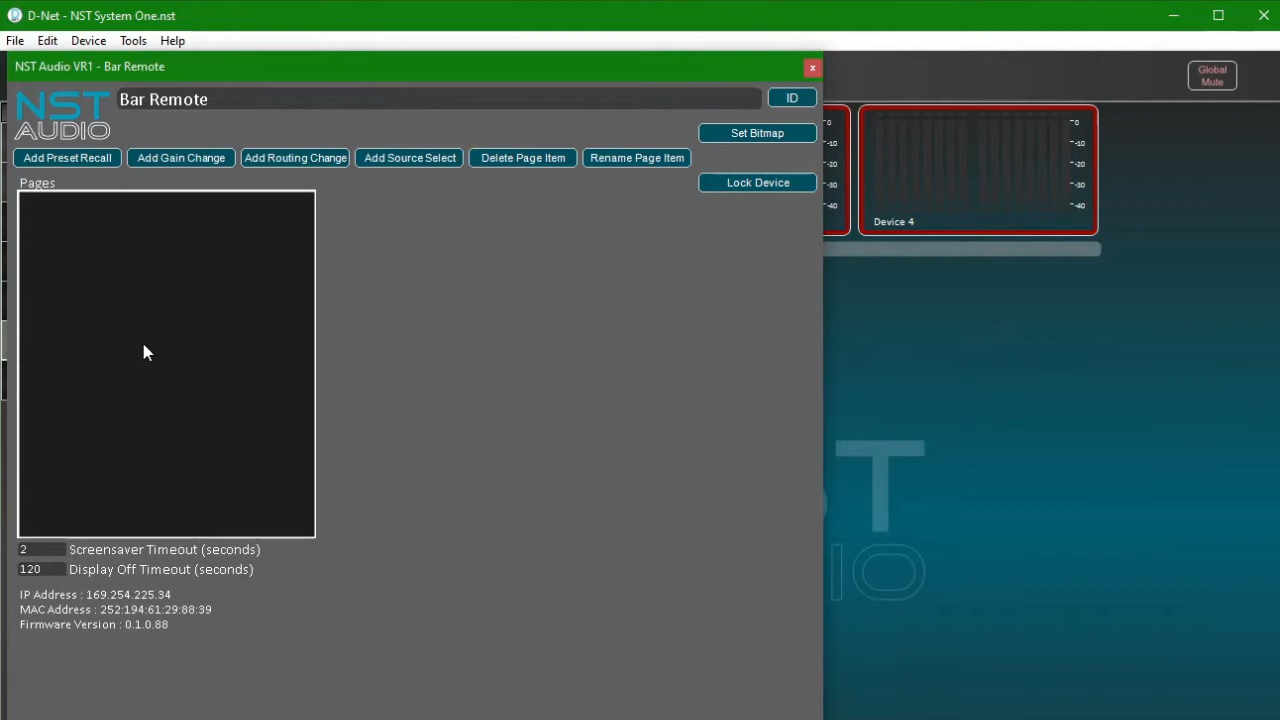 D-Net - NST System One.nst
File Edit Device Tools Help
NST Audio VR1 - Bar Remote
x
NST
AUDIO
Bar Remote
ID
Global
Mute
Set Bitmap
Add Preset Recall Add Gain Change Add Routing Change Add Source Select Delete Page Item Rename Page Item
Lock Device
Pages
0
-10
-20
-30
-40
0
-10
-20
-30
-40
Device 4
2 Screensaver Timeout (seconds)
120 Display Off Timeout (seconds)
IP Address : 169.254.225.34
MAC Address : 252:194:61:29:88:39
Firmware Version : 0.1.0.88
T
IO